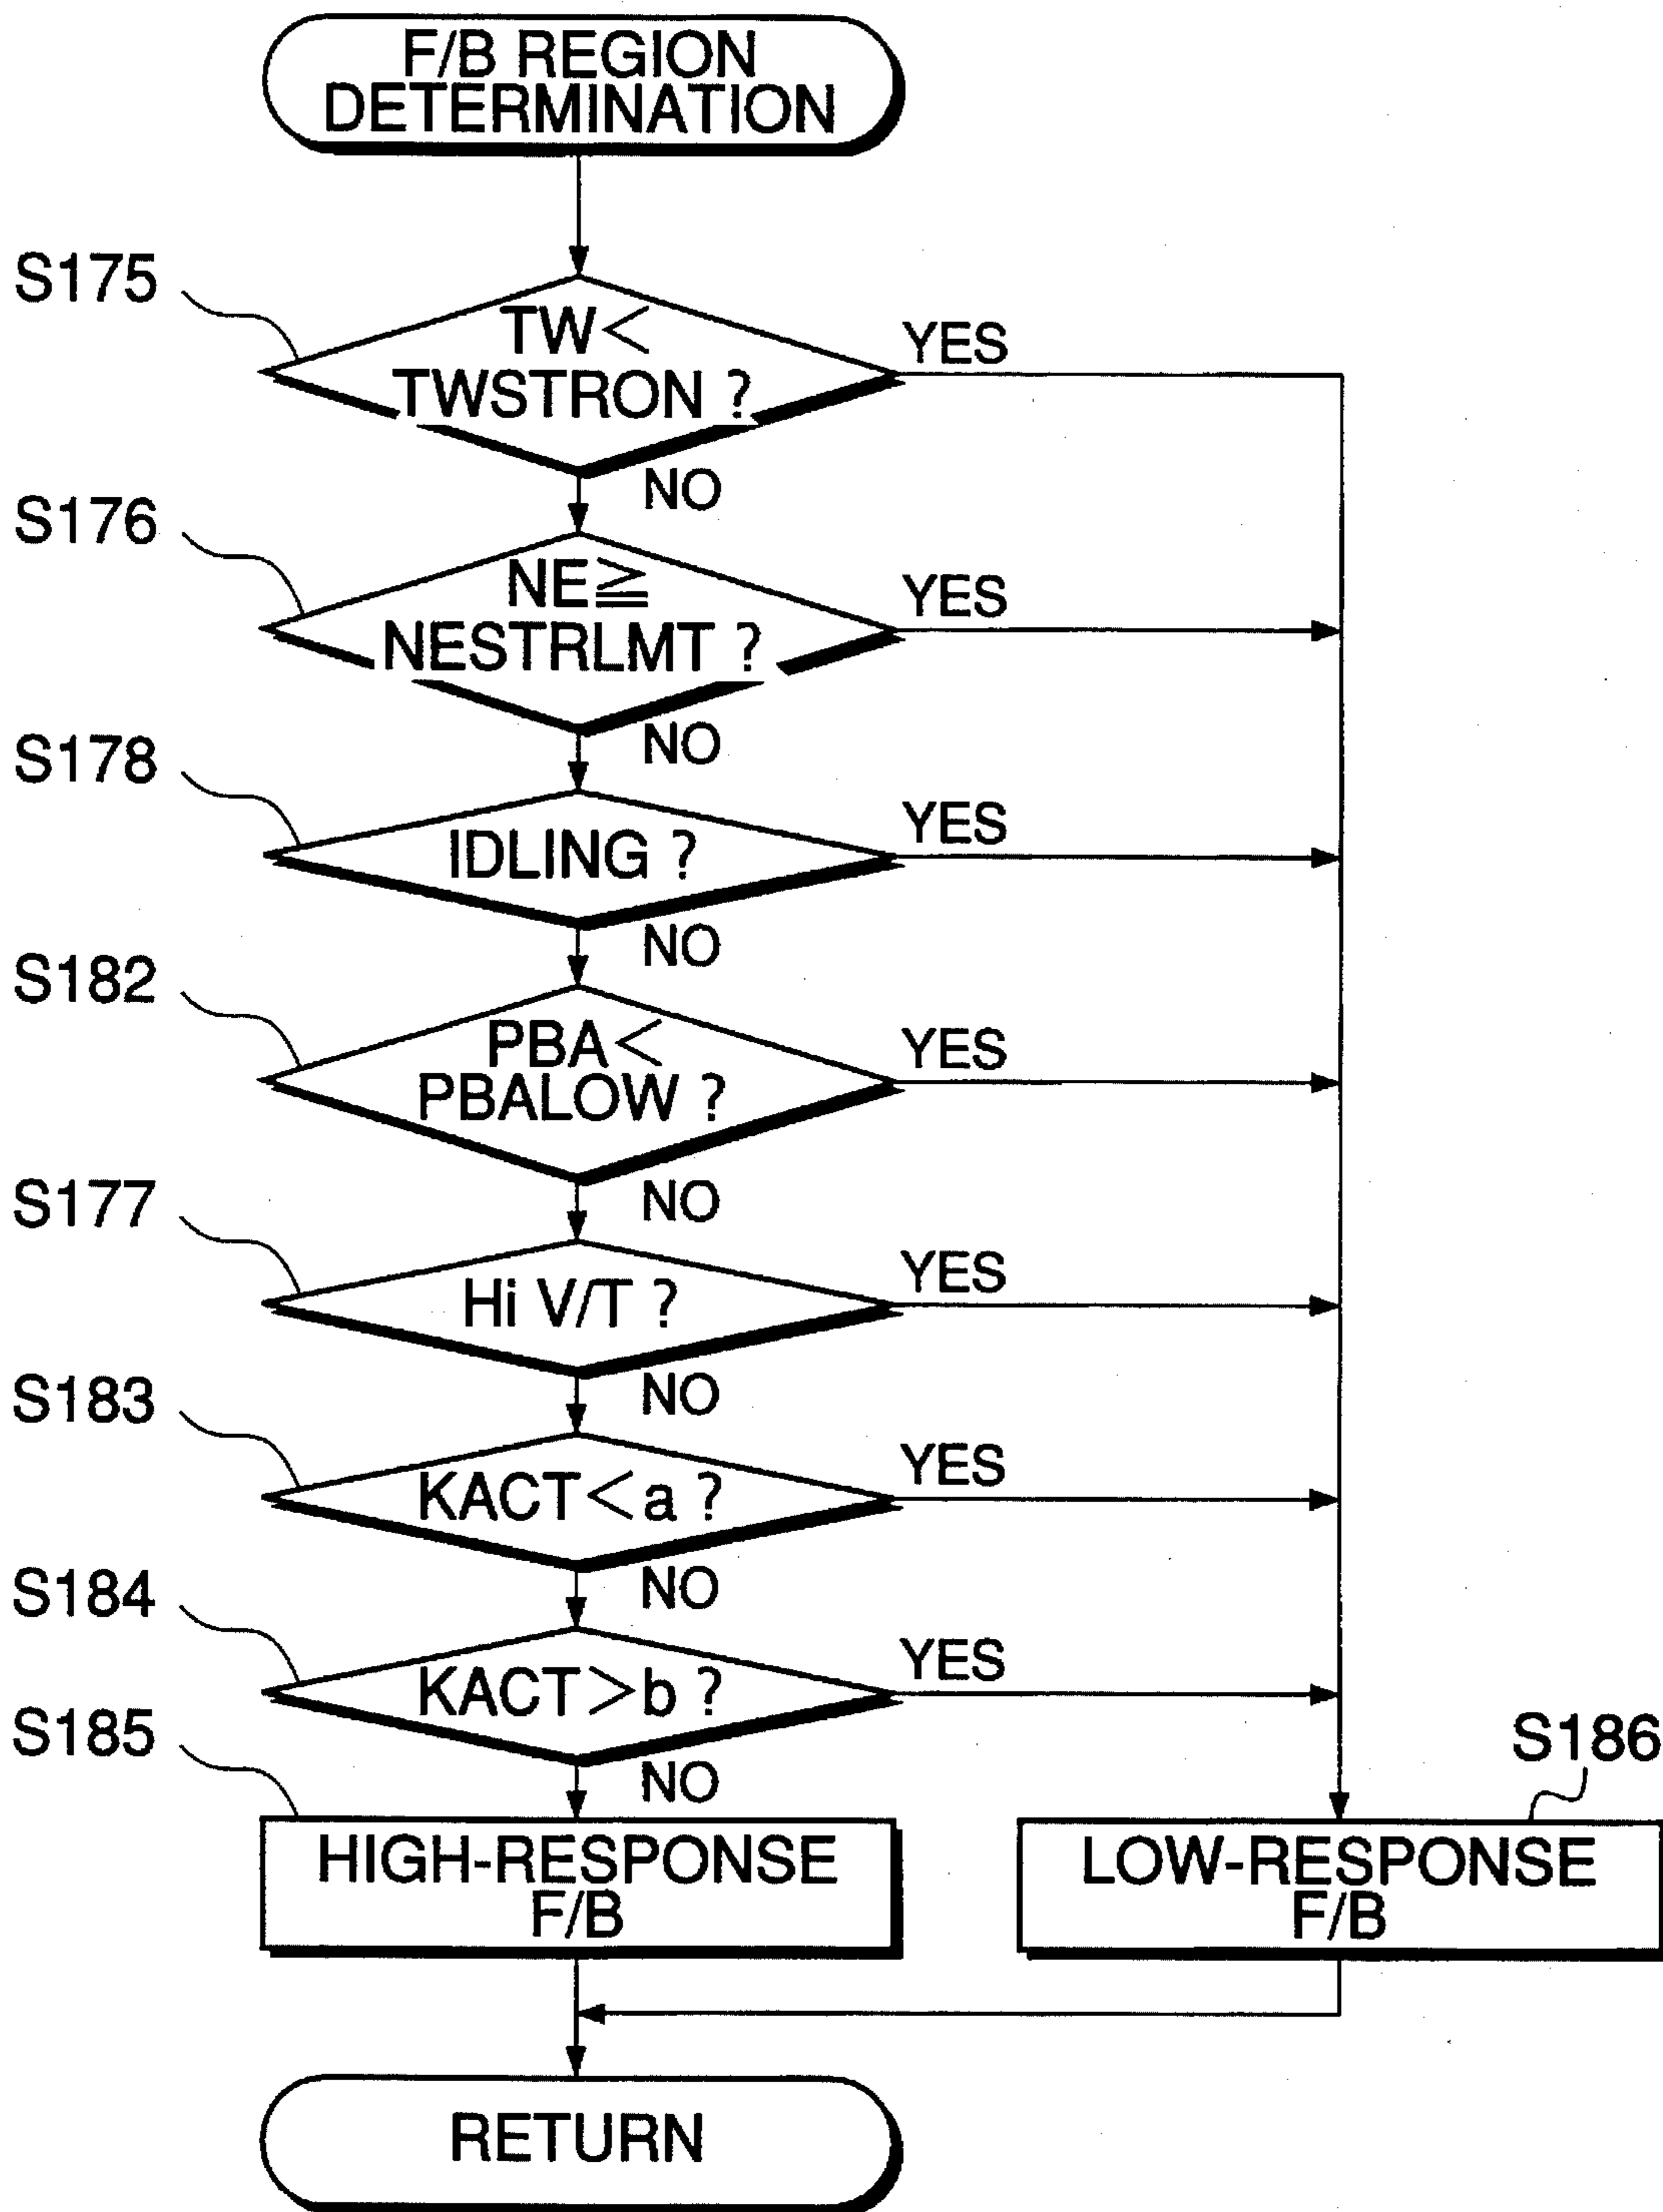 F/B REGION
DETERMINATION
S175
TW<
TWSTRON ?
YES
NO
S176
NE≧
NESTRLMT ?
YES
NO
S178
IDLING ?
YES
NO
S182
PBA<
PBALOW ?
YES
NO
S177
Hi V/T ?
YES
NO
S183
KACT<a ?
YES
NO
S184
KACT>b ?
YES
NO
S185
HIGH-RESPONSE
F/B
S186
LOW-RESPONSE
F/B
RETURN